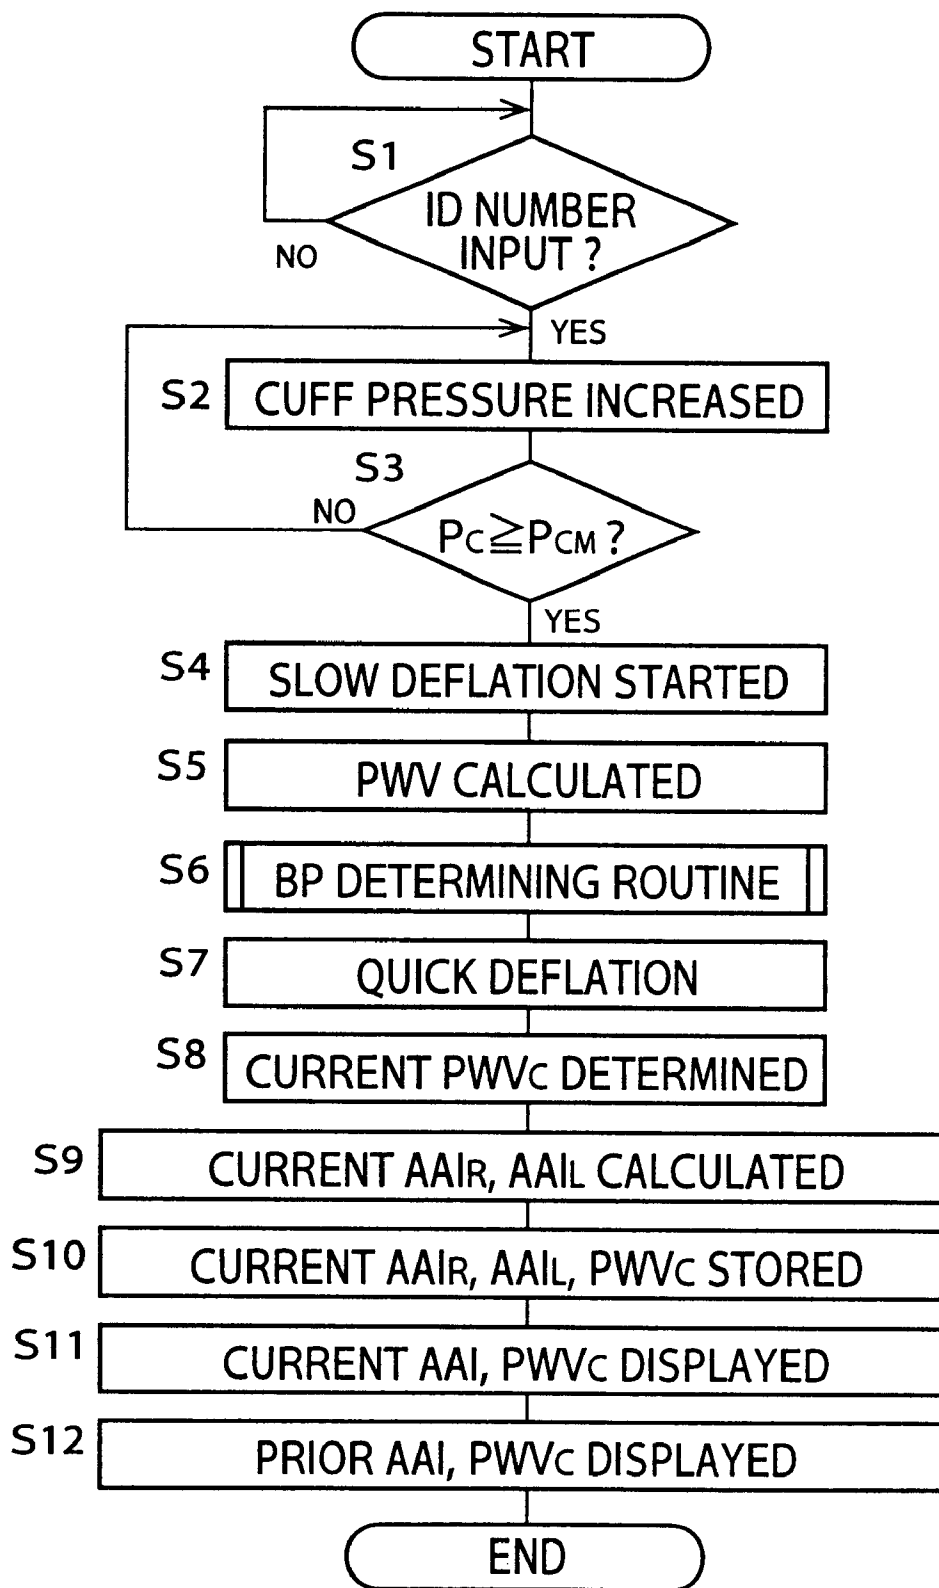 START
S1
ID NUMBER
INPUT ?
NO
YES
S2
CUFF PRESSURE INCREASED
S3
NO
PC≧PCM ?
YES
S4
SLOW DEFLATION STARTED
S5
PWV CALCULATED
S6
BP DETERMINING ROUTINE
S7
QUICK DEFLATION
S8
CURRENT PWVC DETERMINED
S9
CURRENT AAIR, AAIL CALCULATED
S10
CURRENT AAIR, AAIL, PWVC STORED
S11
CURRENT AAI, PWVC DISPLAYED
S12
PRIOR AAI, PWVC DISPLAYED
END